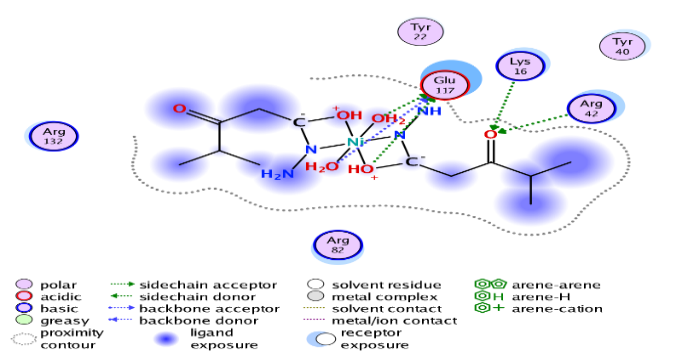 Tyr
22
Tyr
40
Lys
16
Glu
117
Arg
42
Arg
132
Arg
82
O
C
+
OH
OH2
NH
N
Ni
N
H2O
HO
+
C-
O
H2N
polar
acidic
basic
greasy
proximity
contour
sidechain acceptor
sidechain donor
backbone acceptor
backbone donor
ligand
exposure
solvent residue
metal complex
solvent contact
metal/ion contact
receptor
exposure
arene-arene
H arene-H
+ arene-cation